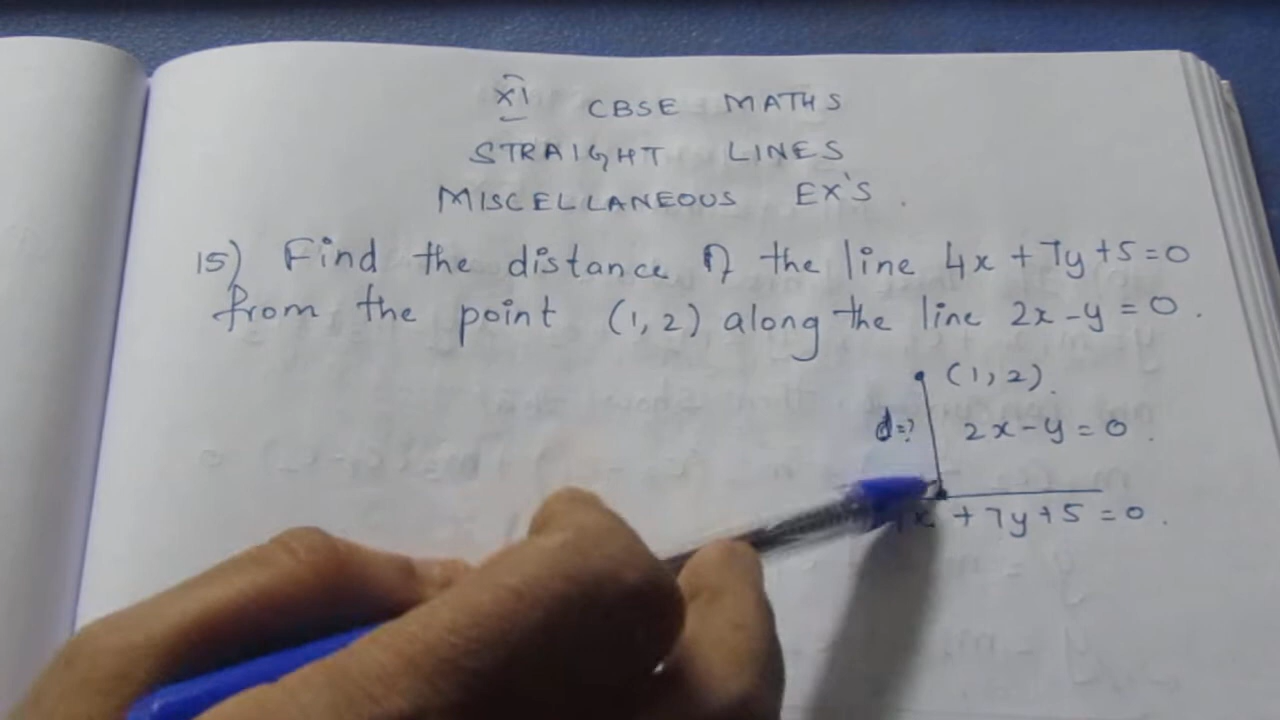 XI CBSE MATHS
STRAIGHT LINES
MISCELLANEOUS EX'S.
15) Find the distance of the line 4x + 7y + 5 = 0
from the point (1, 2) along the line 2x - y = 0.
(1, 2).
d = ? 2x - y = 0.
x + 7y + 5 = 0.